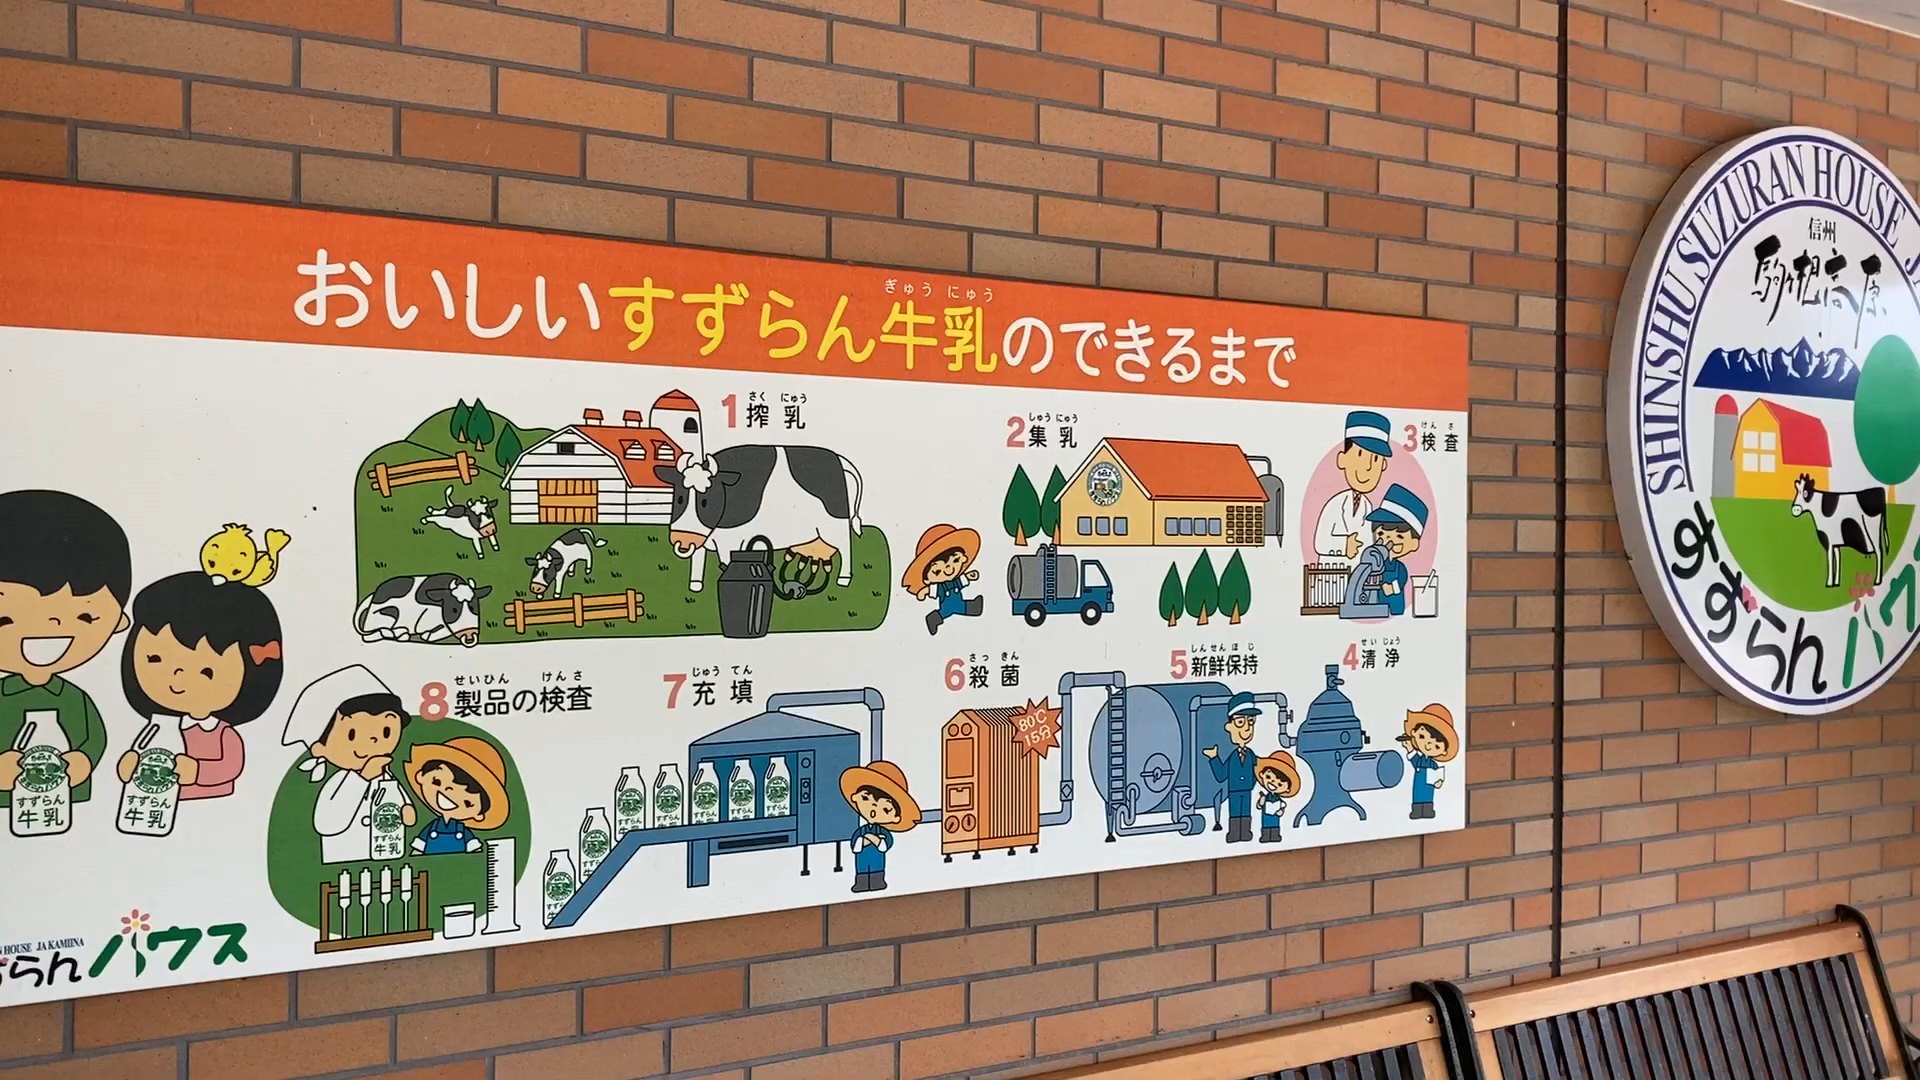 おいしいすずらん牛乳のできるまで
ぎゅう にゅう
1 搾乳
さく にゅう
2 集乳
しゅう にゅう
3 検査
けん さ
4 清浄
せい じょう
5 新鮮保持
しんせん ほ じ
6 殺菌
さっ きん
80℃
15分
7 充填
じゅう てん
8 製品の検査
せいひん けんさ
すずらん
牛乳
すずらん
牛乳
すずらん
牛乳
HOUSE JA KAMIINA
らんハウス
SHINSHU SUZURAN HOUSE
信州
駒ヶ根高原
すずらんハウ